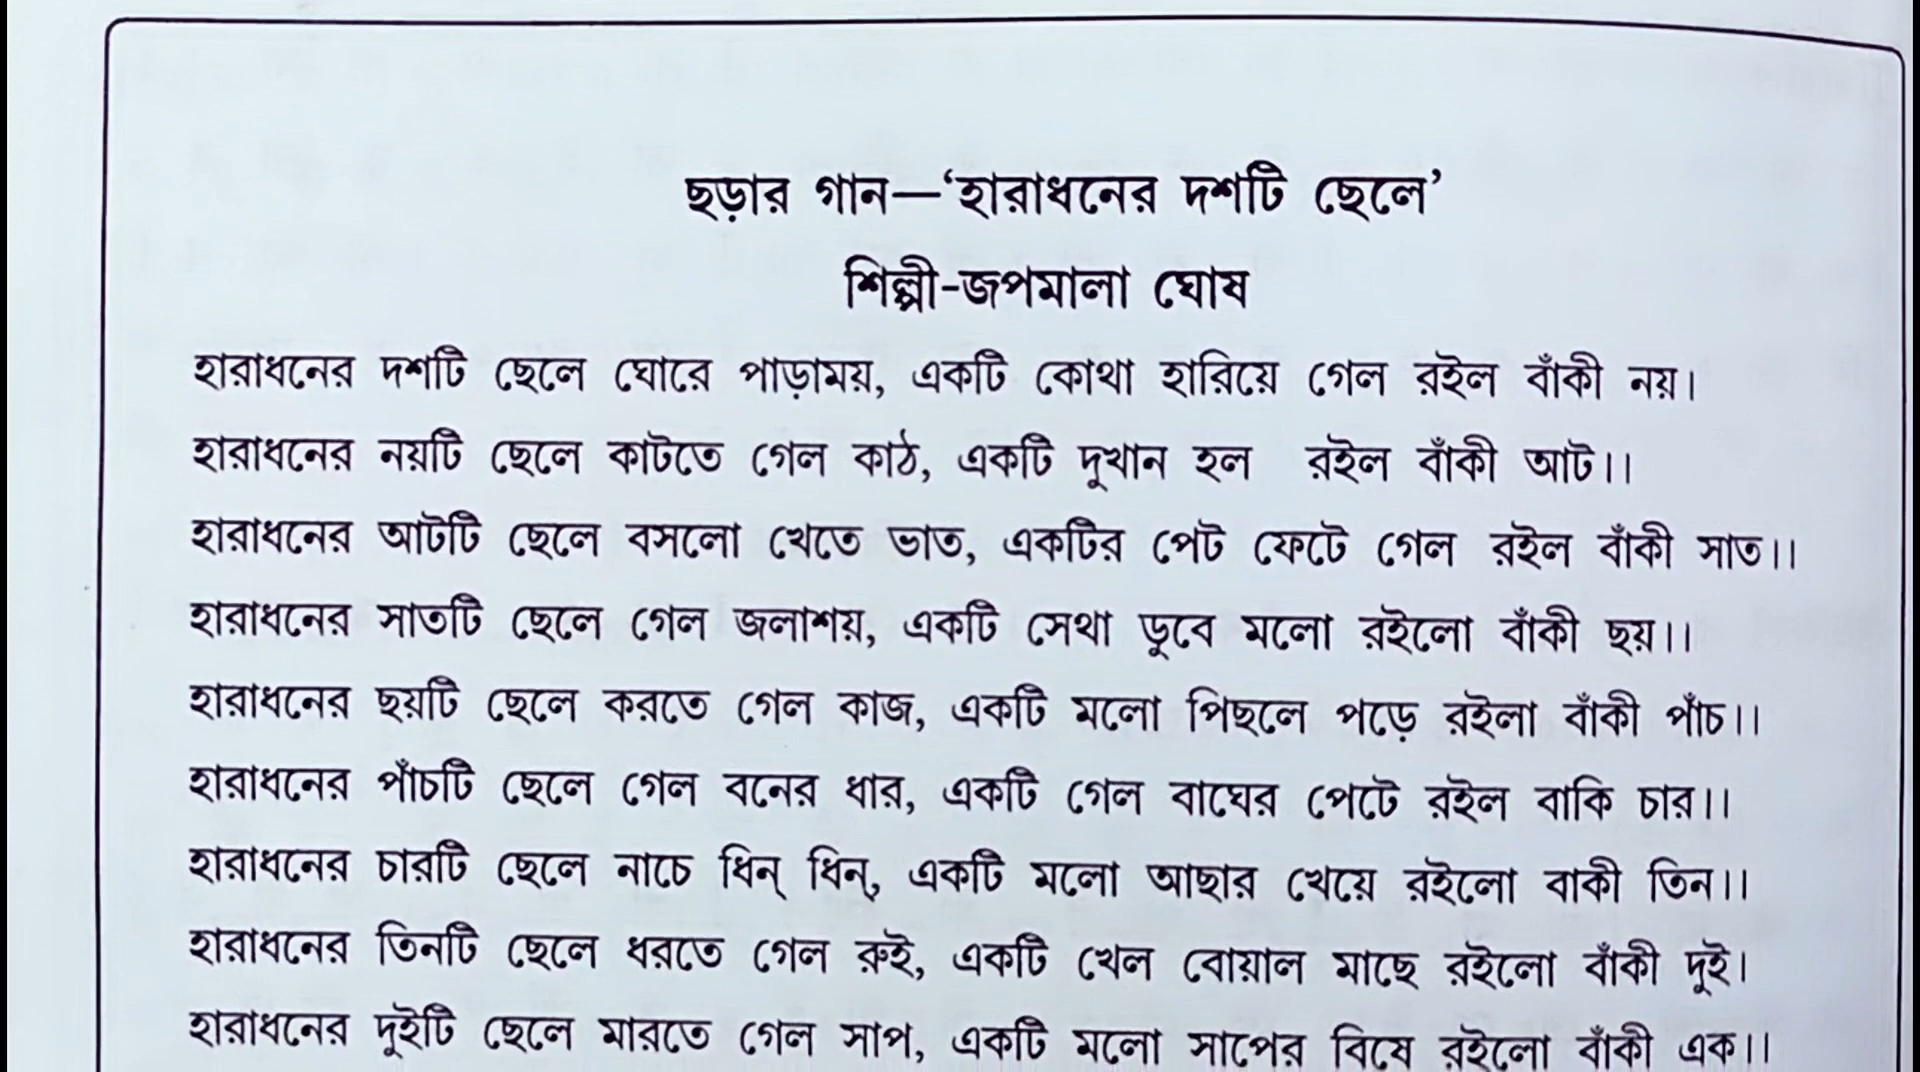 ছড়ার গান—‘হারাধনের দশটি ছেলে’
শিল্পী-জপমালা ঘোষ
হারাধনের দশটি ছেলে ঘোরে পাড়াময়, একটি কোথা হারিয়ে গেল রইল বাঁকী নয়।
হারাধনের নয়টি ছেলে কাটতে গেল কাঠ, একটি দুখান হল রইল বাঁকী আট।।
হারাধনের আটটি ছেলে বসলো খেতে ভাত, একটির পেট ফেটে গেল রইল বাঁকী সাত।।
হারাধনের সাতটি ছেলে গেল জলাশয়, একটি সেথা ডুবে মলো রইলো বাঁকী ছয়।।
হারাধনের ছয়টি ছেলে করতে গেল কাজ, একটি মলো পিছলে পড়ে রইলা বাঁকী পাঁচ।।
হারাধনের পাঁচটি ছেলে গেল বনের ধার, একটি গেল বাঘের পেটে রইল বাকি চার।।
হারাধনের চারটি ছেলে নাচে ধিন্ ধিন্, একটি মলো আছার খেয়ে রইলো বাকী তিন।।
হারাধনের তিনটি ছেলে ধরতে গেল রুই, একটি খেল বোয়াল মাছে রইলো বাঁকী দুই।
হারাধনের দুইটি ছেলে মারতে গেল সাপ, একটি মলো সাপের বিষে রইলো বাঁকী এক।।